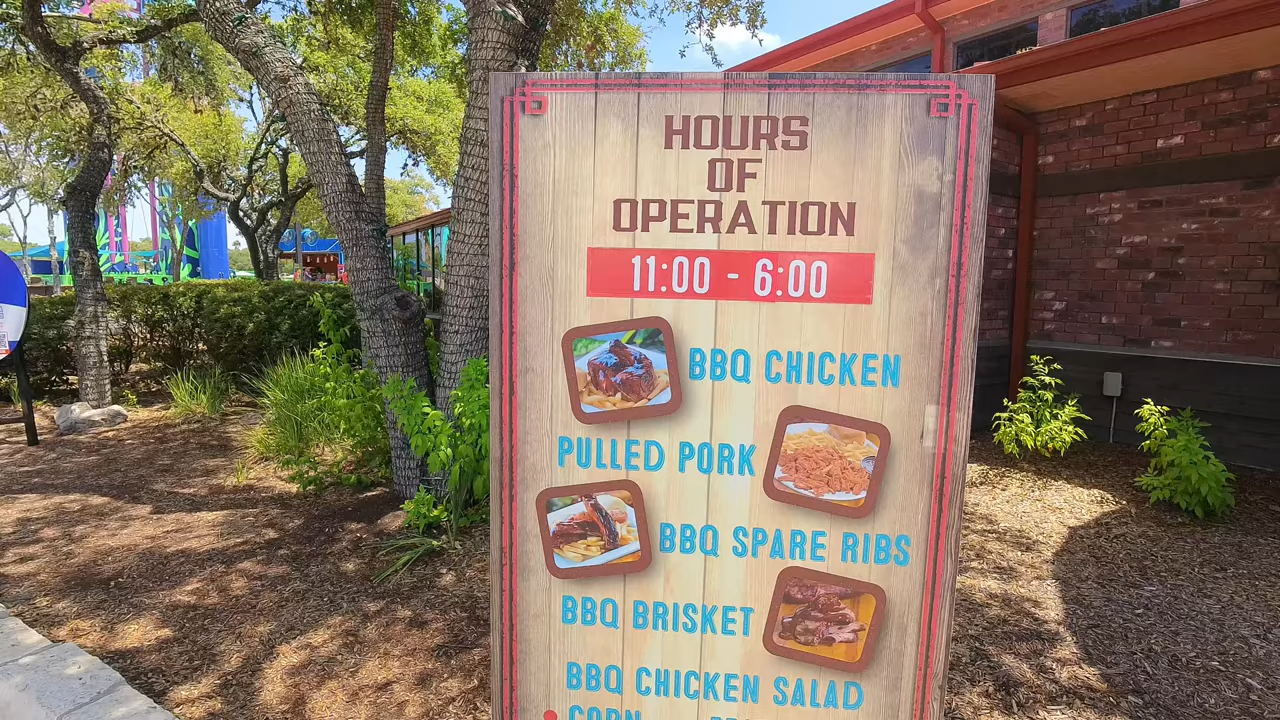 HOURS
OF
OPERATION
11:00 - 6:00
BBQ CHICKEN
PULLED PORK
BBQ SPARE RIBS
BBQ BRISKET
BBQ CHICKEN SALAD
CORN